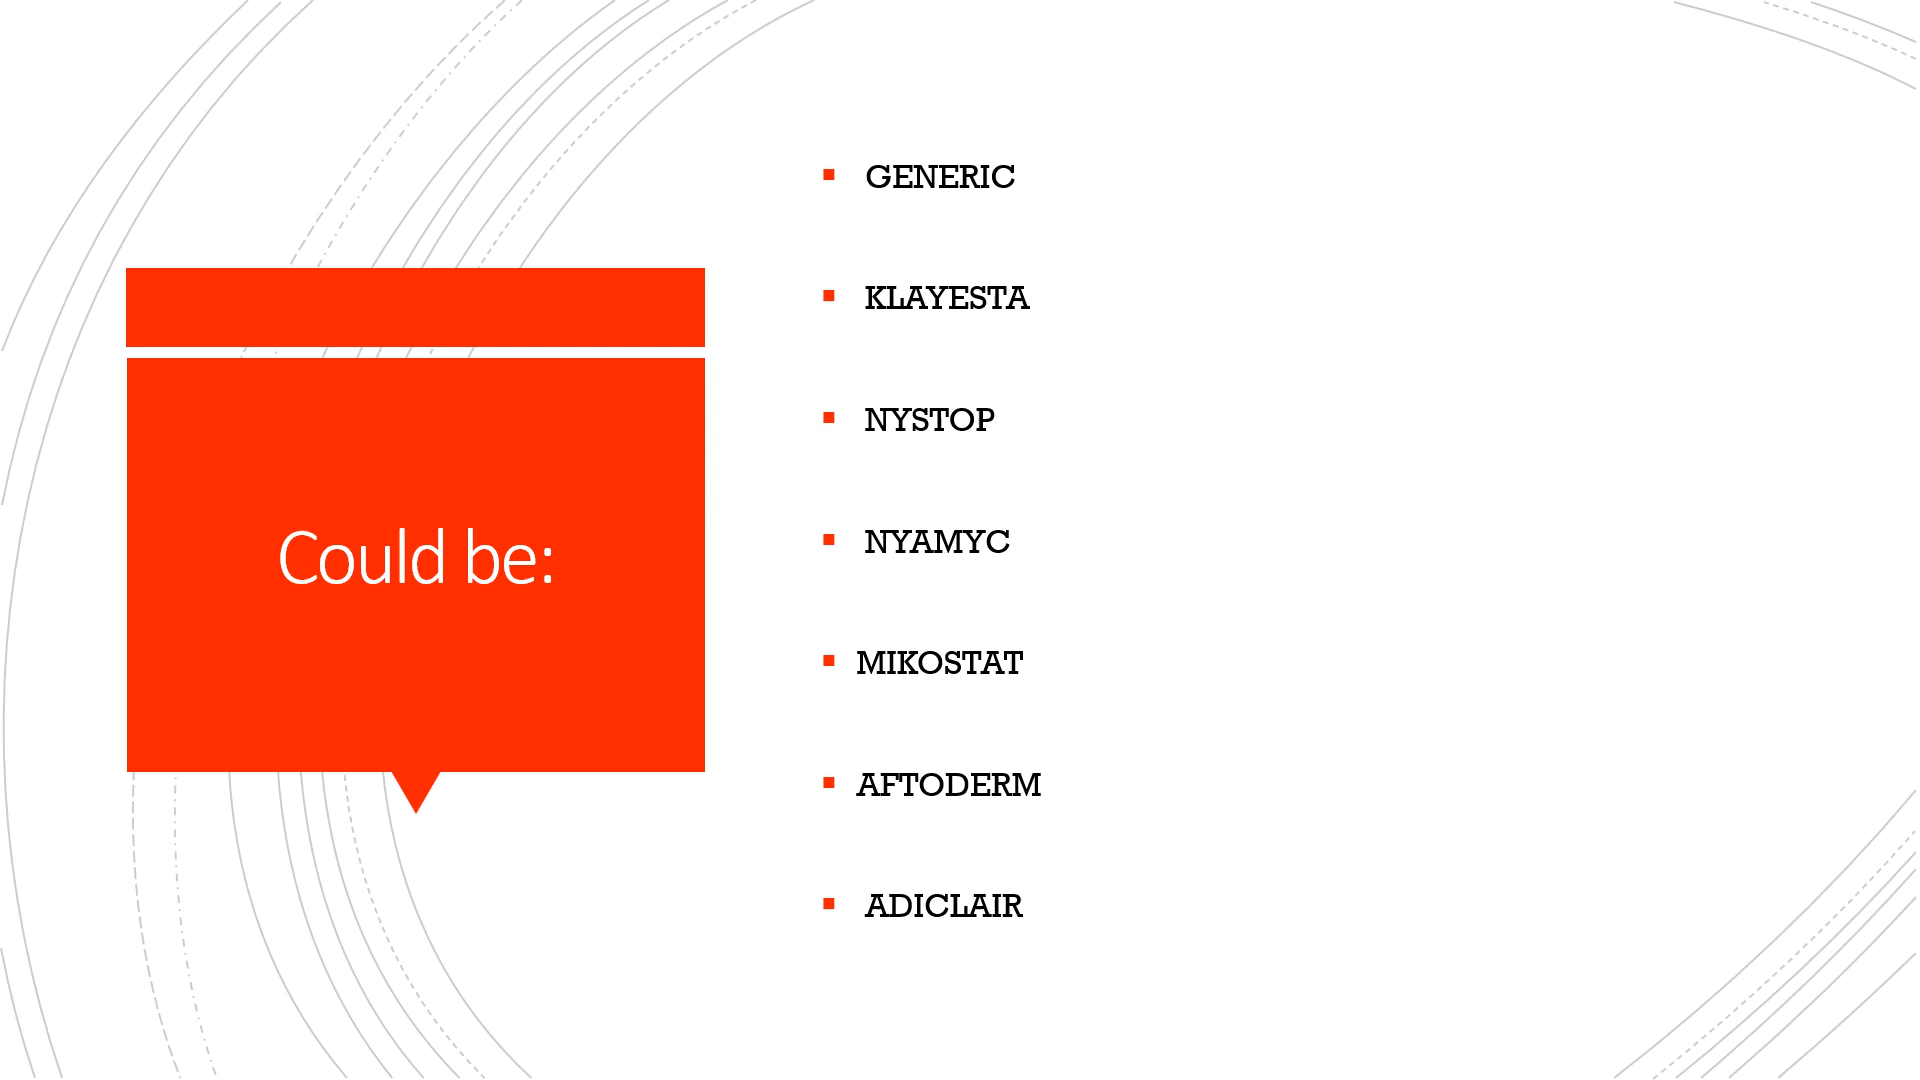 Could be:
GENERIC
KLAYESTA
NYSTOP
NYAMYC
MIKOSTAT
AFTODERM
ADICLAIR